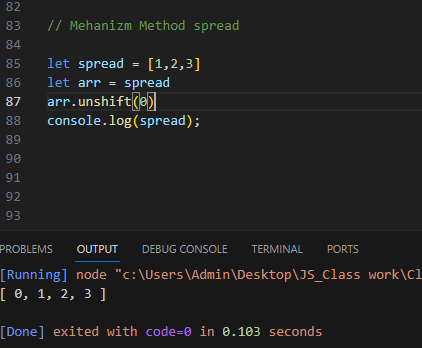 82
83 // Mehanizm Method spread
84
85 let spread = [1,2,3]
86 let arr = spread
87 arr.unshift(0)
88 console.log(spread);
89
90
91
92
93
PROBLEMS OUTPUT DEBUG CONSOLE TERMINAL PORTS
[Running] node "c:\Users\Admin\Desktop\JS_Class work\Cl
[ 0, 1, 2, 3 ]
[Done] exited with code=0 in 0.103 seconds